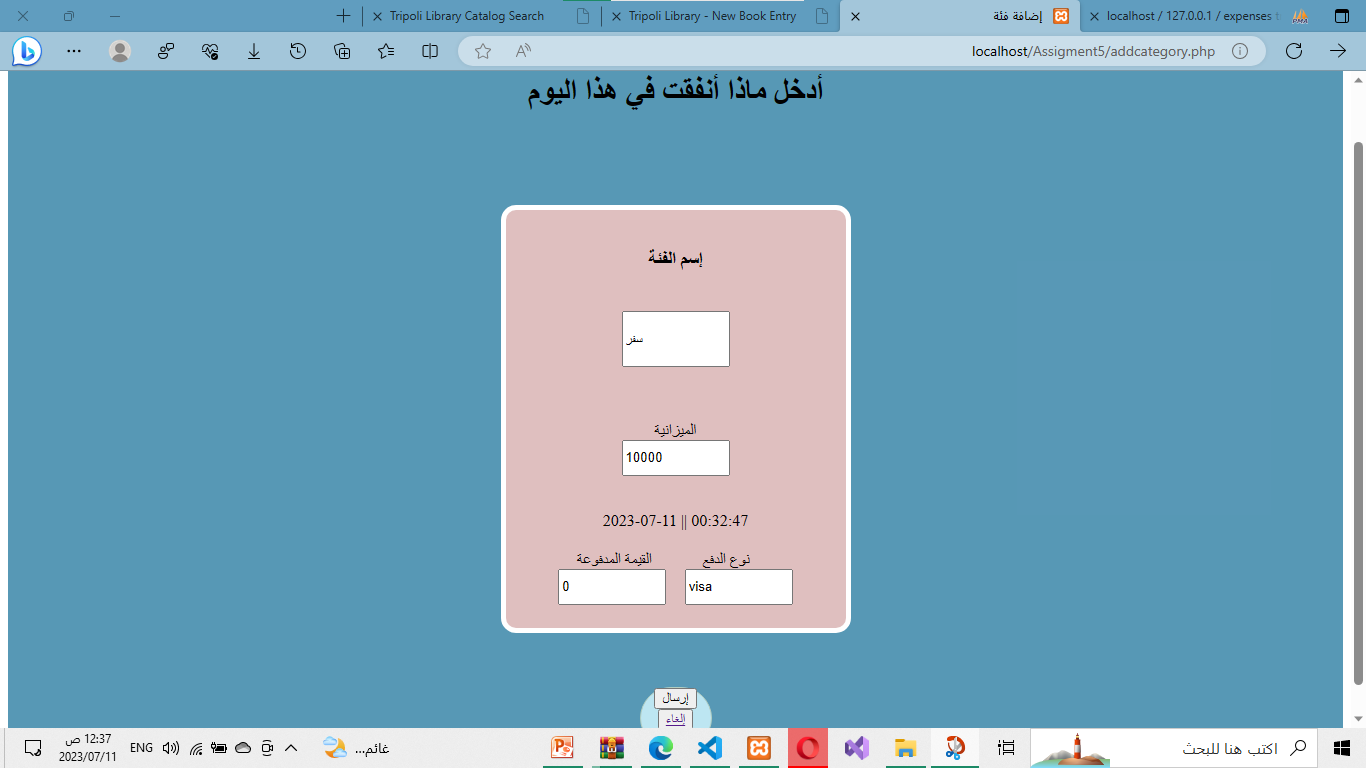 localhost / 127.0.0.1 / expenses t
إضافة فئة
Tripoli Library - New Book Entry
Tripoli Library Catalog Search
localhost/Assigment5/addcategory.php
أدخل ماذا أنفقت في هذا اليوم
إسم الفئة
سفر
الميزانية
10000
2023-07-11 || 00:32:47
نوع الدفع
القيمة المدفوعة
visa
0
إرسال
الغاء
اكتب هنا للبحث
غائم...
ENG
12:37 ص
2023/07/11